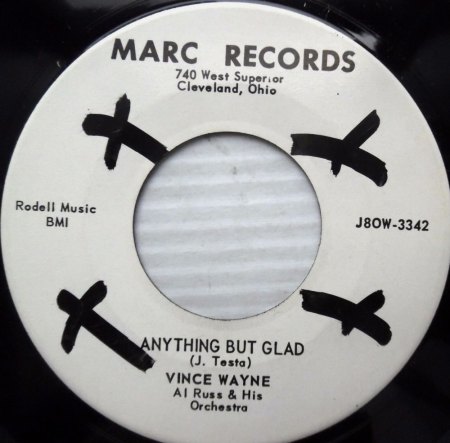 MARC RECORDS
740 West Superior
Cleveland, Ohio
Rodell Music
BMI
J8OW-3342
ANYTHING BUT GLAD
(J. Testa)
VINCE WAYNE
Al Russ & His
Orchestra